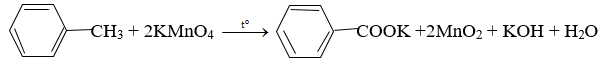 CH3 + 2KMnO4 t° COOK +2MnO2 + KOH + H2O